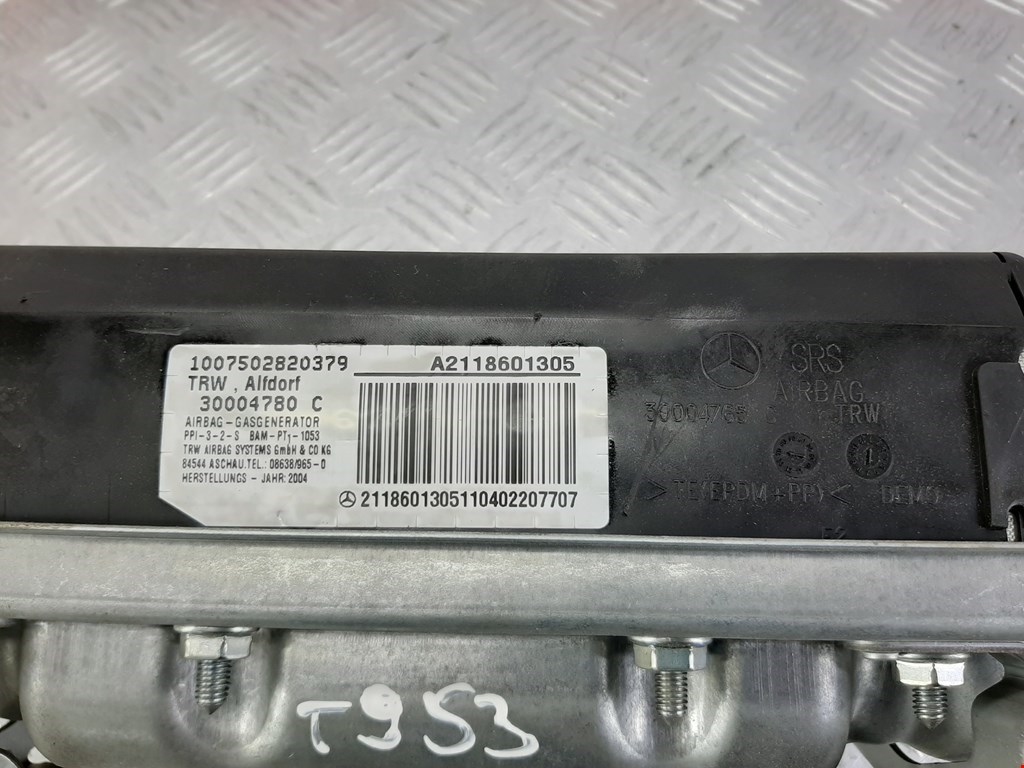 1007502820379
A2118601305
TRW , Alfdorf
30004780 C
AIRBAG-GASGENERATOR
PPI-3-2-S BAM-PT1-1053
TRW AIRBAG SYSTEMS GmbH & CO KG
84544 ASCHAU.TEL.: 08638/965-0
HERSTELLUNGS - JAHR: 2004
2118601305110402207707
SRS
AIRBAG
TRW
DEMO
T953